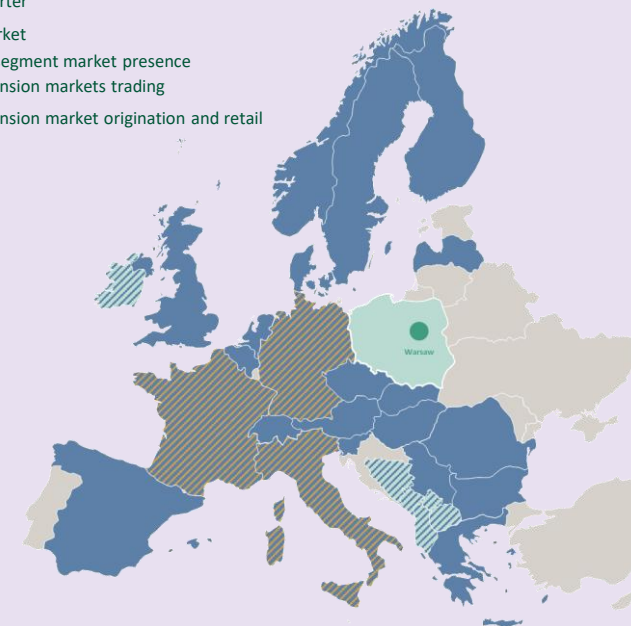 rter
rket
egment market presence
nsion markets trading
nsion market origination and retail
Warsaw